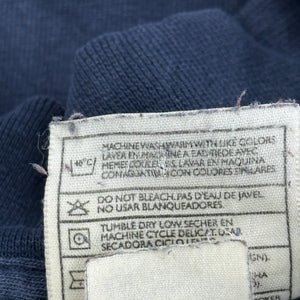 40°C
MACHINE WASH WARM WITH LIKE COLORS
LAVER EN MACHINE A EAU TIEDE AVEC
MEMES COULEURS. LAVAR EN MAQUINA
CON AGUA TIBIA CON COLORES SIMILARES
DO NOT BLEACH. PAS D'EAU DE JAVEL
NO USAR BLANQUEDORES
TUMBLE DRY LOW. SECHER EN
MACHINE CYCLE DELICAT. USAR EN
SECADORA CICLO